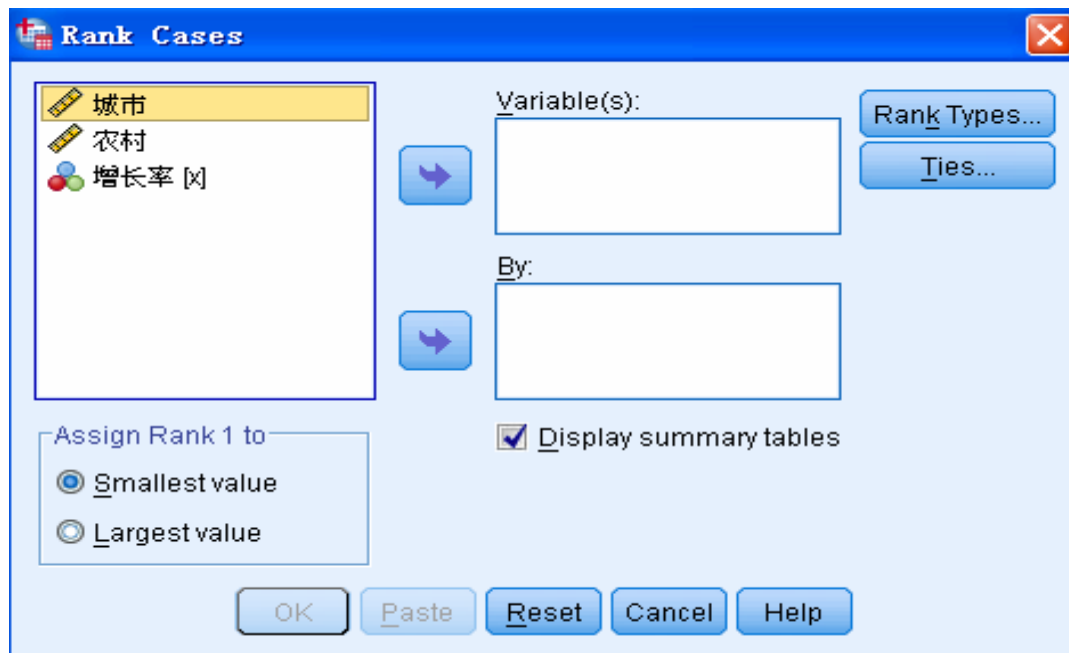 Rank Cases
城市
农村
增长率 [x]
Variable(s):
Rank Types...
Ties...
By:
Assign Rank 1 to
Smallest value
Largest value
Display summary tables
OK
Paste
Reset
Cancel
Help